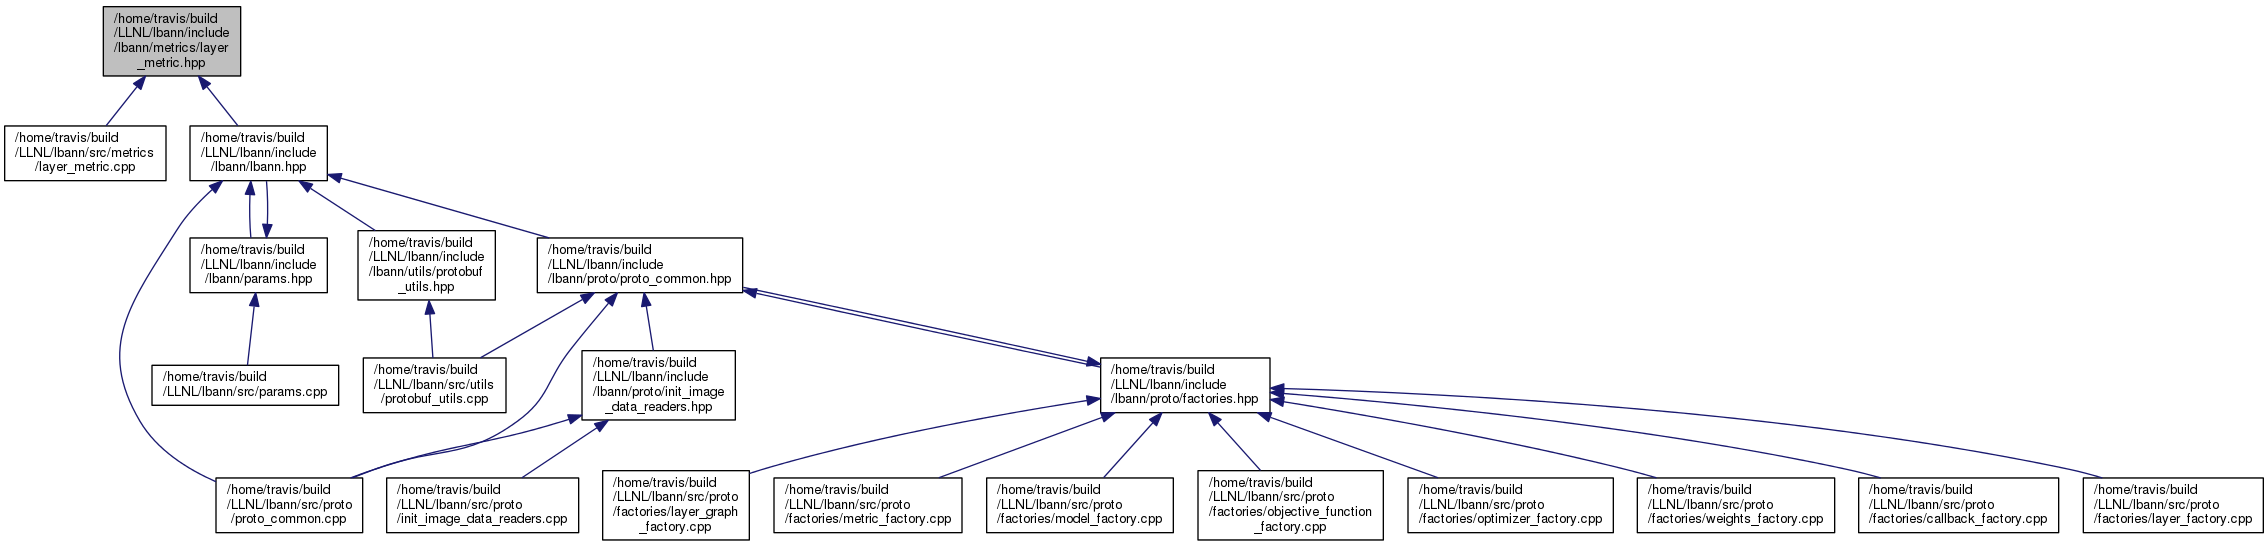 /home/travis/build
/LLNL/lbann/include
/lbann/metrics/layer
_metric.hpp
/home/travis/build
/LLNL/lbann/src/metrics
/layer_metric.cpp
/home/travis/build
/LLNL/lbann/include
/lbann/lbann.hpp
/home/travis/build
/LLNL/lbann/include
/lbann/params.hpp
/home/travis/build
/LLNL/lbann/include
/lbann/utils/protobuf
_utils.hpp
/home/travis/build
/LLNL/lbann/include
/lbann/proto/proto_common.hpp
/home/travis/build
/LLNL/lbann/src/params.cpp
/home/travis/build
/LLNL/lbann/src/utils
/protobuf_utils.cpp
/home/travis/build
/LLNL/lbann/include
/lbann/proto/init_image
_data_readers.hpp
/home/travis/build
/LLNL/lbann/include
/lbann/proto/factories.hpp
/home/travis/build
/LLNL/lbann/src/proto
/proto_common.cpp
/home/travis/build
/LLNL/lbann/src/proto
/init_image_data_readers.cpp
/home/travis/build
/LLNL/lbann/src/proto
/factories/layer_graph
_factory.cpp
/home/travis/build
/LLNL/lbann/src/proto
/factories/metric_factory.cpp
/home/travis/build
/LLNL/lbann/src/proto
/factories/model_factory.cpp
/home/travis/build
/LLNL/lbann/src/proto
/factories/objective_function
_factory.cpp
/home/travis/build
/LLNL/lbann/src/proto
/factories/optimizer_factory.cpp
/home/travis/build
/LLNL/lbann/src/proto
/factories/weights_factory.cpp
/home/travis/build
/LLNL/lbann/src/proto
/factories/callback_factory.cpp
/home/travis/build
/LLNL/lbann/src/proto
/factories/layer_factory.cpp